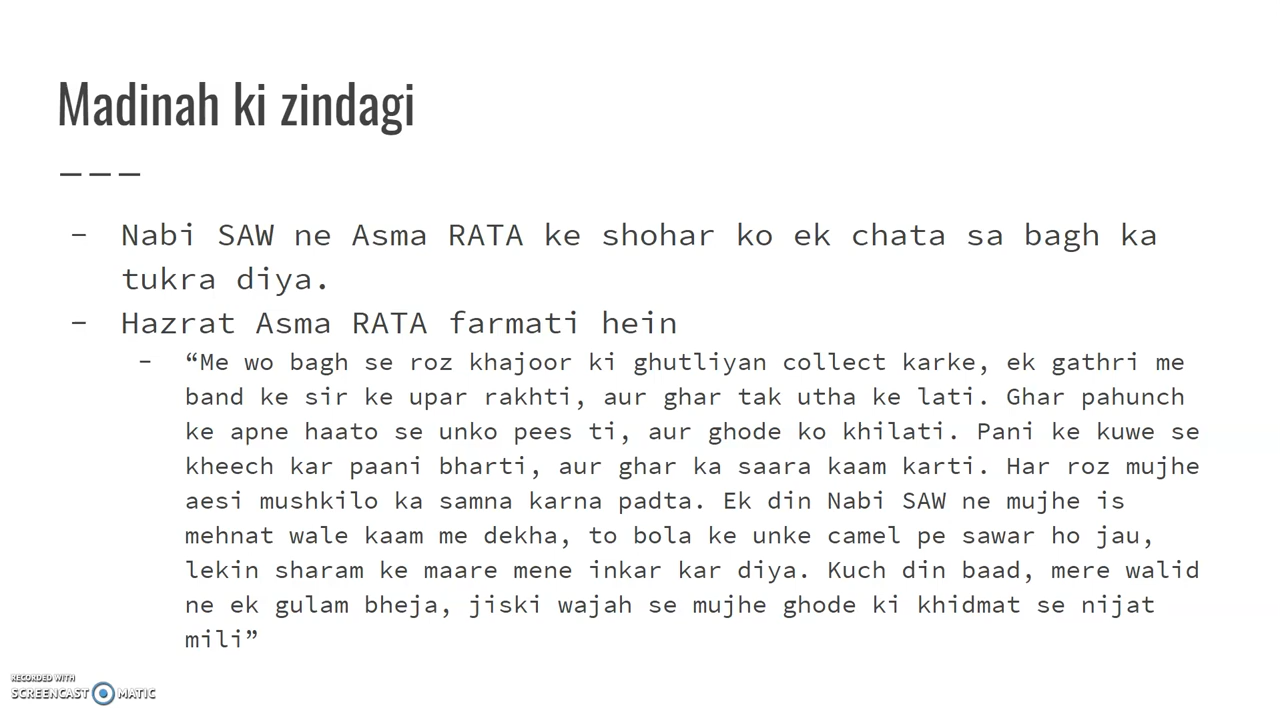 Madinah ki zindagi
– Nabi SAW ne Asma RATA ke shohar ko ek chata sa bagh ka
tukra diya.
– Hazrat Asma RATA farmati hein
– “Me wo bagh se roz khajoor ki ghutliyan collect karke, ek gathri me
band ke sir ke upar rakhti, aur ghar tak utha ke lati. Ghar pahunch
ke apne haato se unko pees ti, aur ghode ko khilati. Pani ke kuwe se
kheech kar paani bharti, aur ghar ka saara kaam karti. Har roz mujhe
aesi mushkilo ka samna karna padta. Ek din Nabi SAW ne mujhe is
mehnat wale kaam me dekha, to bola ke unke camel pe sawar ho jau,
lekin sharam ke maare mene inkar kar diya. Kuch din baad, mere walid
ne ek gulam bheja, jiski wajah se mujhe ghode ki khidmat se nijat
mili”
RECORDED WITH
SCREENCAST MATIC